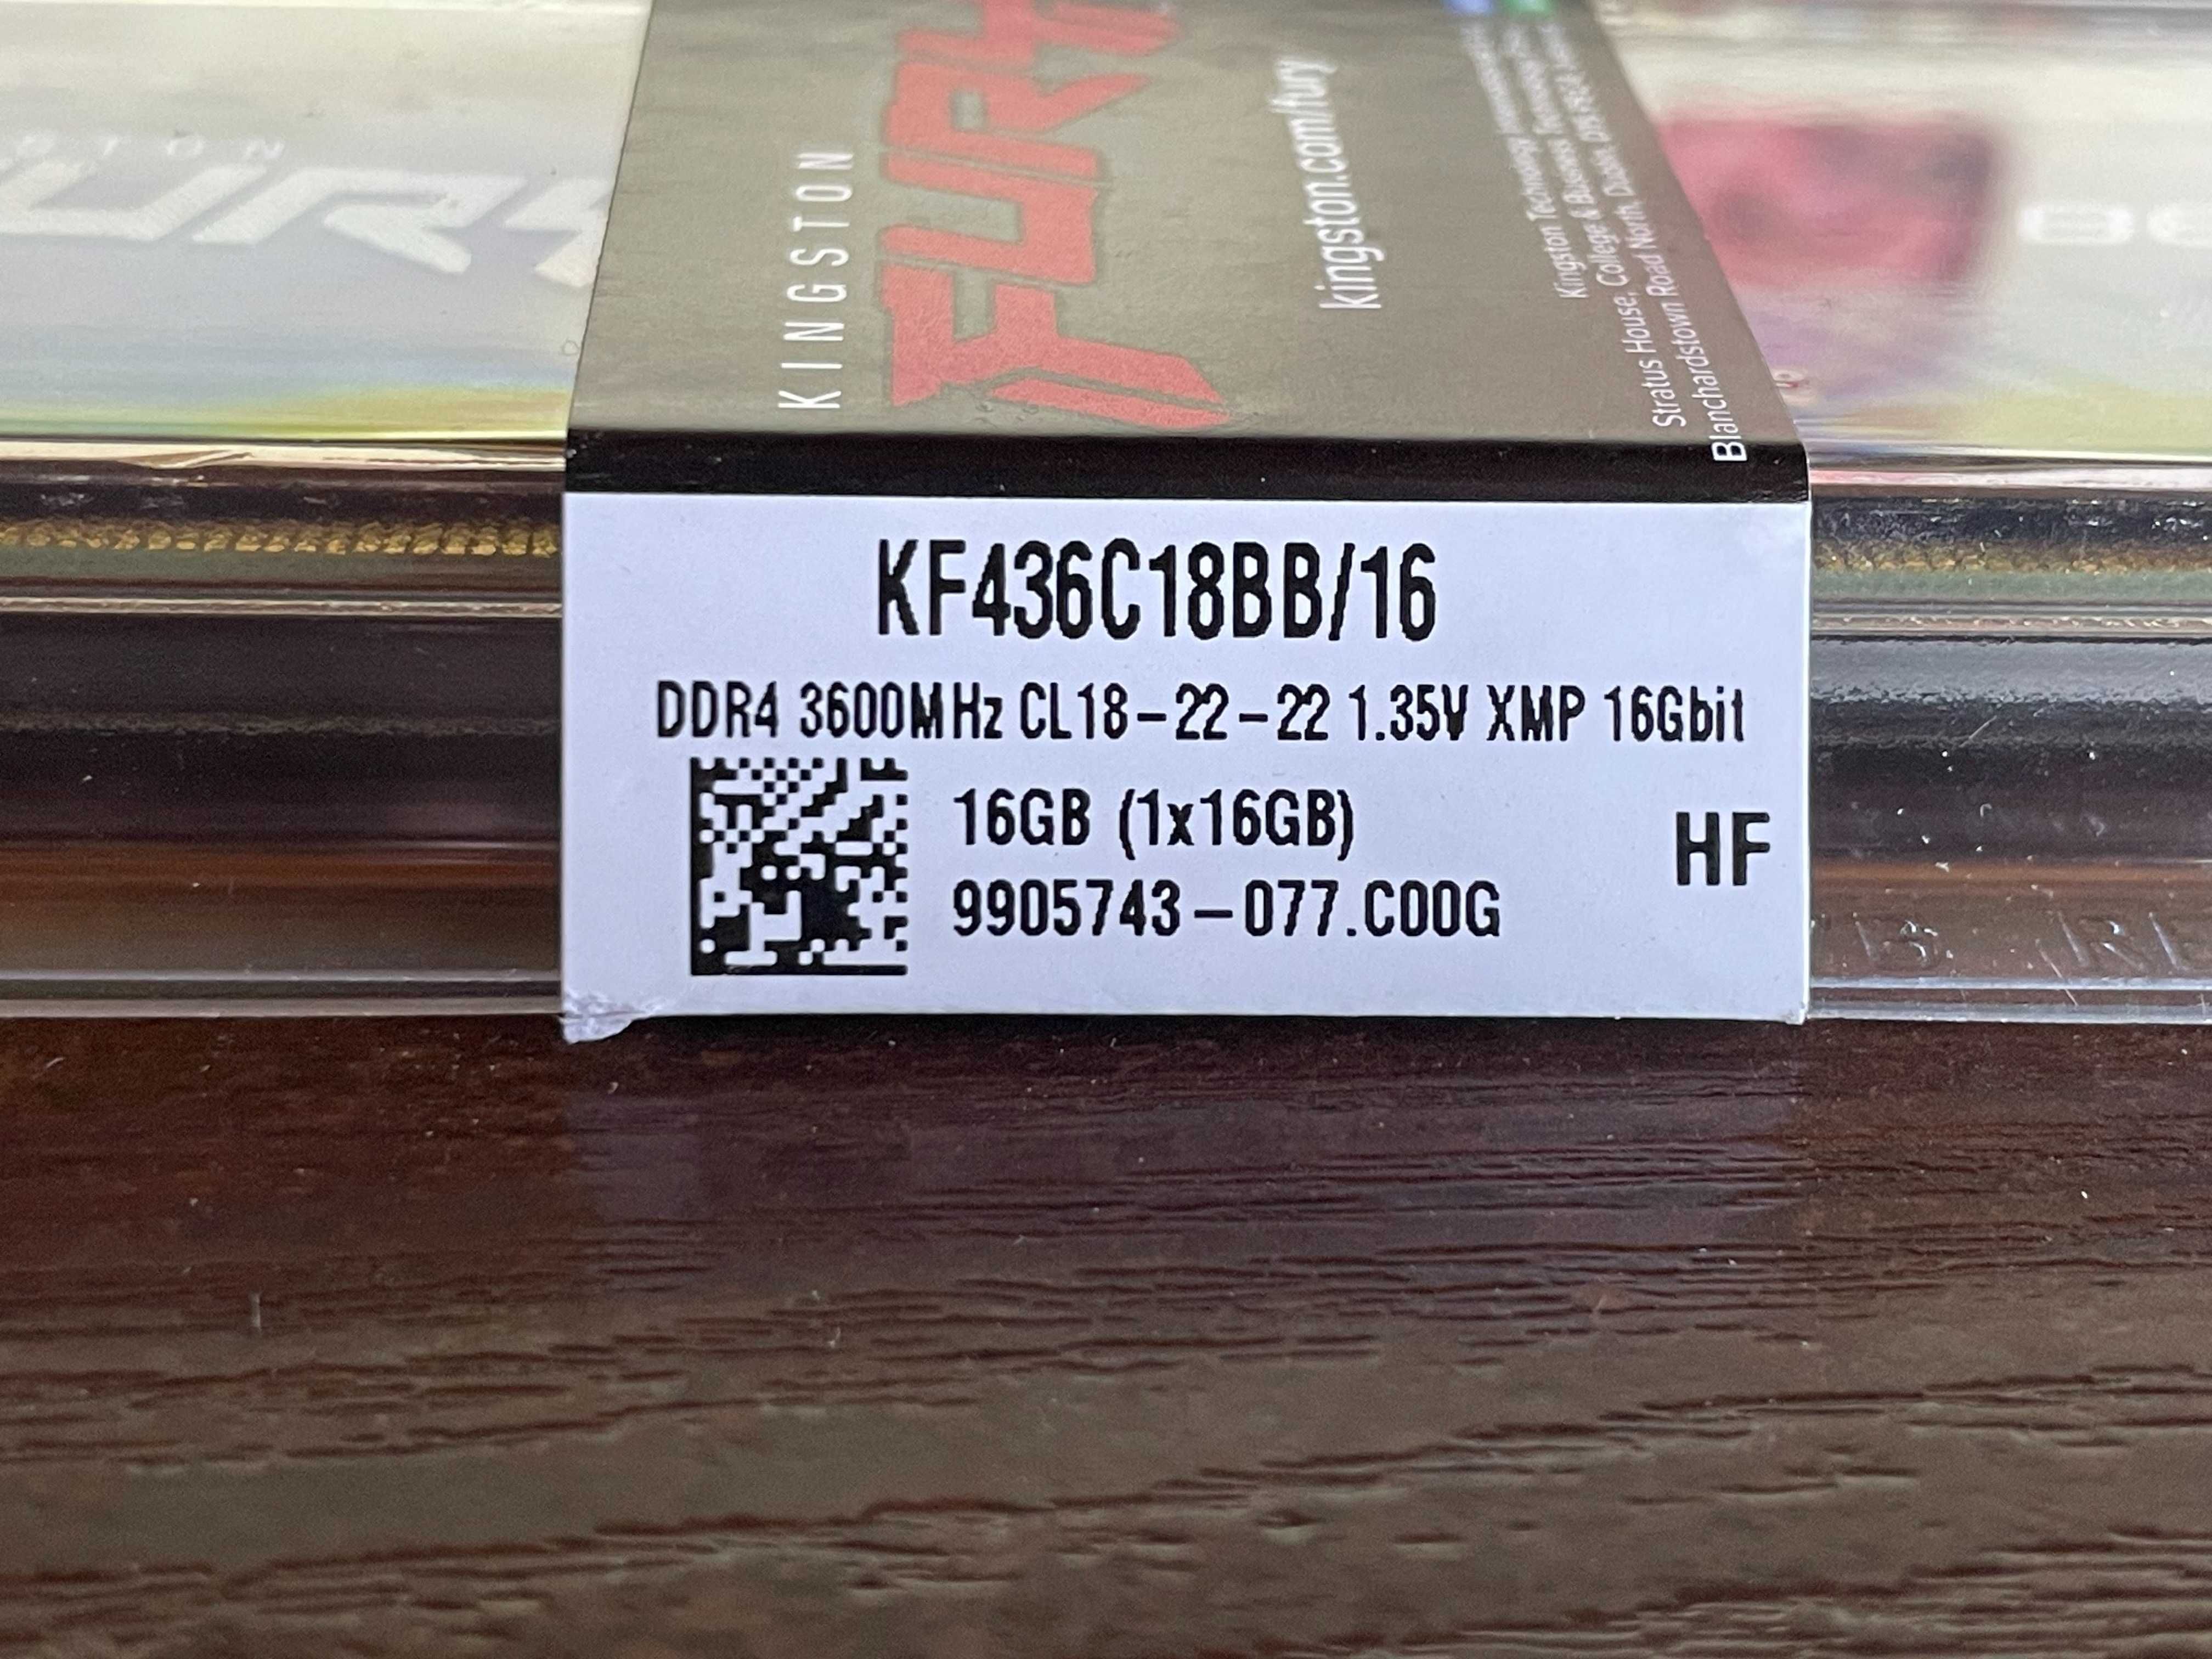 KINGSTON
FURY
kingston.com/fury
Kingston Technology
Stratus House, College & Business
Blanchardstown Road North, Dublin,
KF436C18BB/16
DDR4 3600MHz CL18-22-22 1.35V XMP 16Gbit
16GB (1x16GB)
9905743-077.C00G
HF